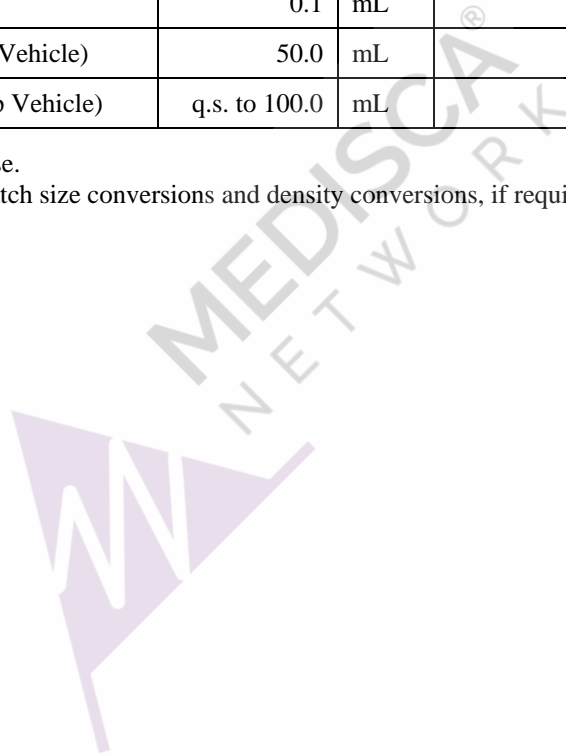 0.1 mL
Vehicle) 50.0 mL
Vehicle) q.s. to 100.0 mL
tch size conversions and density conversions, if requi
MEDISCA®
NETWORK